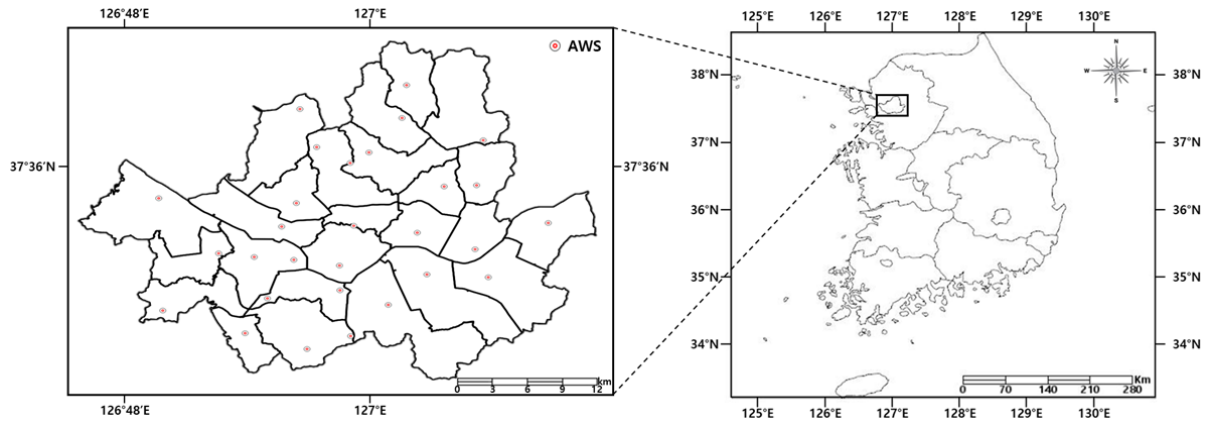 126°48′E 127°E
AWS
37°36′N 37°36′N
km
0 3 6 9 12
126°48′E 127°E
125°E 126°E 127°E 128°E 129°E 130°E
N
W E
S
38°N 38°N
37°N 37°N
36°N 36°N
35°N 35°N
34°N 34°N
Km
0 70 140 210 280
125°E 126°E 127°E 128°E 129°E 130°E